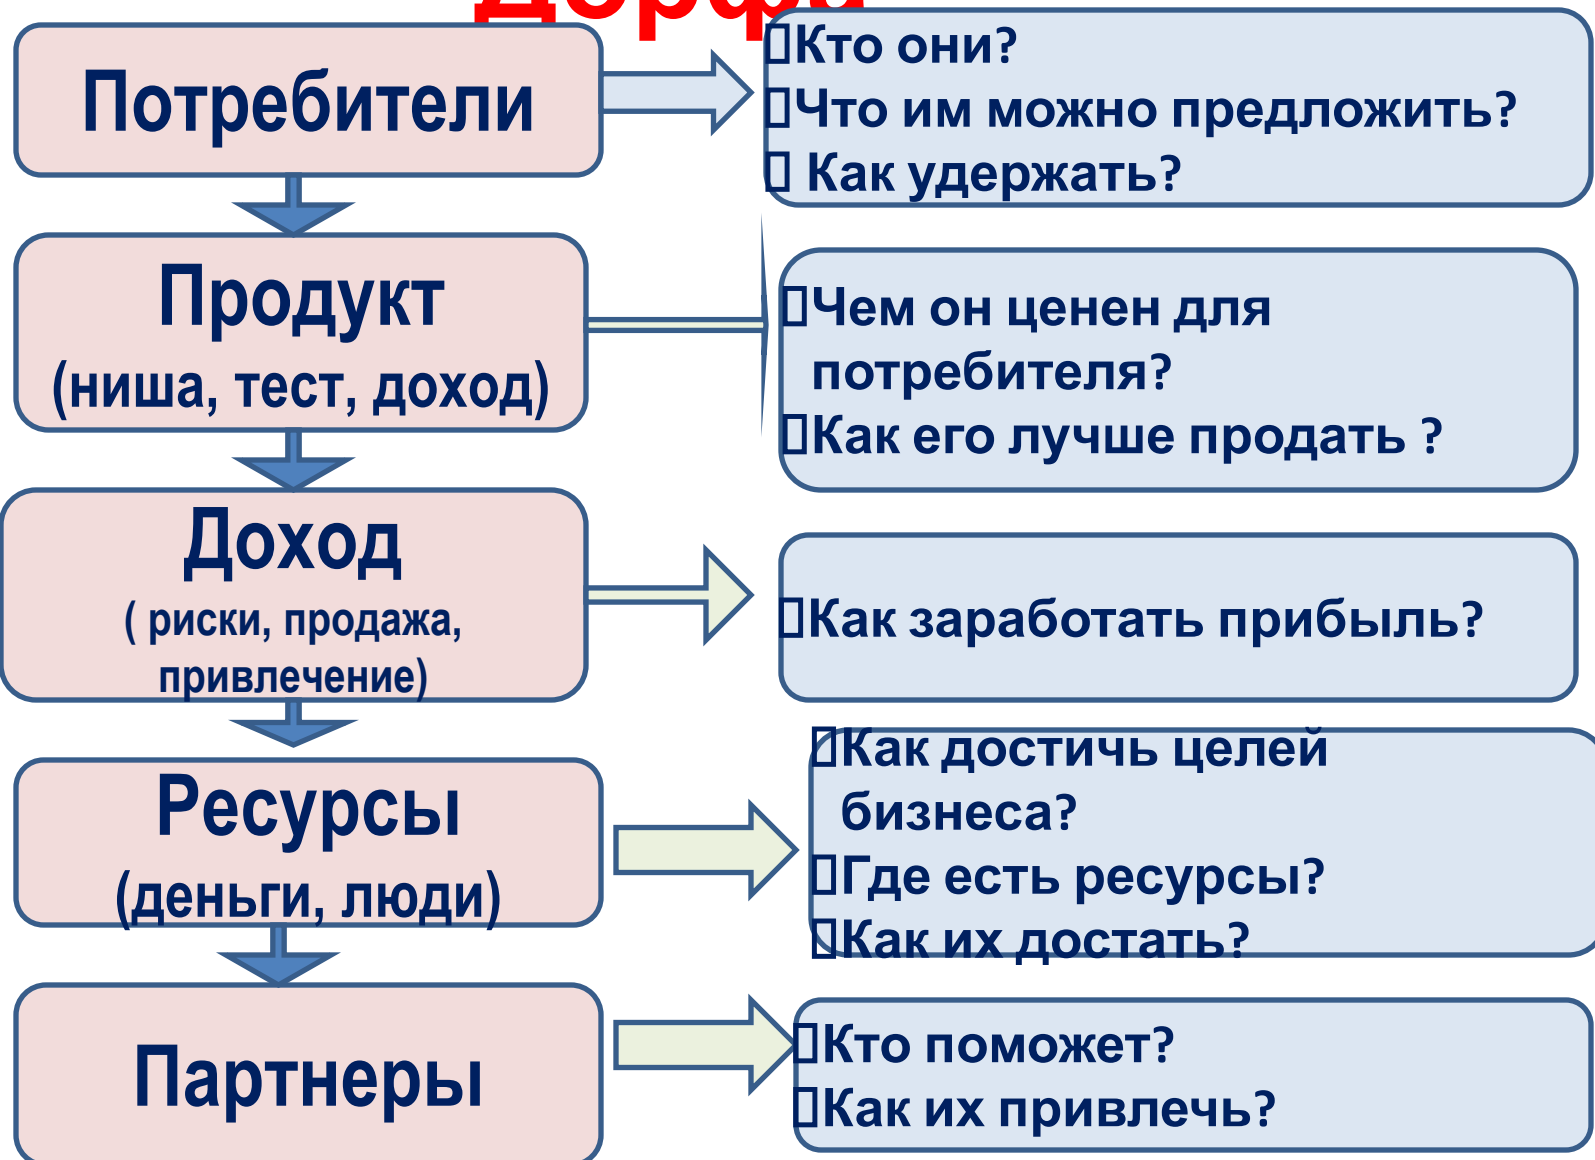 Потребители
Кто они?
Что им можно предложить?
Как удержать?
Продукт
(ниша, тест, доход)
Чем он ценен для
потребителя?
Как его лучше продать ?
Доход
( риски, продажа,
привлечение)
Как заработать прибыль?
Ресурсы
(деньги, люди)
Как достичь целей
бизнеса?
Где есть ресурсы?
Как их достать?
Партнеры
Кто поможет?
Как их привлечь?